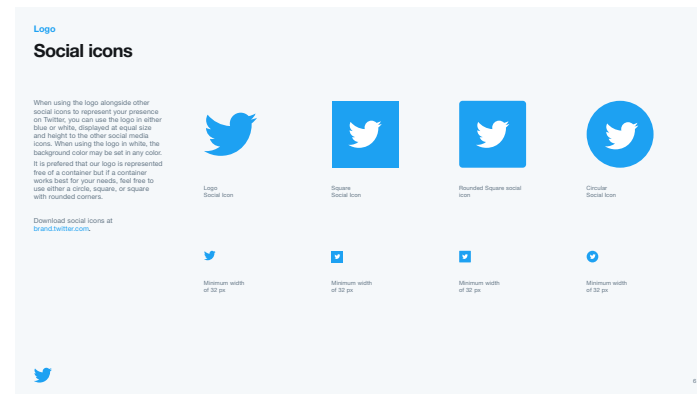 Logo
Social icons
When using the logo alongside other
social icons to represent your presence
on Twitter, you can use the logo in either
blue or white, displayed at equal size
and height to the other social media
icons. When using the logo in white, the
background color may be set in any color.
It is prefered that our logo is represented
free of a container but if a container
works best for your needs, feel free to
use either a circle, square, or square
with rounded corners.
Download social icons at
brand.twitter.com.
Logo
Social Icon
Square
Social Icon
Rounded Square social
icon
Circular
Social Icon
Minimum width
of 32 px
Minimum width
of 32 px
Minimum width
of 32 px
Minimum width
of 32 px
6